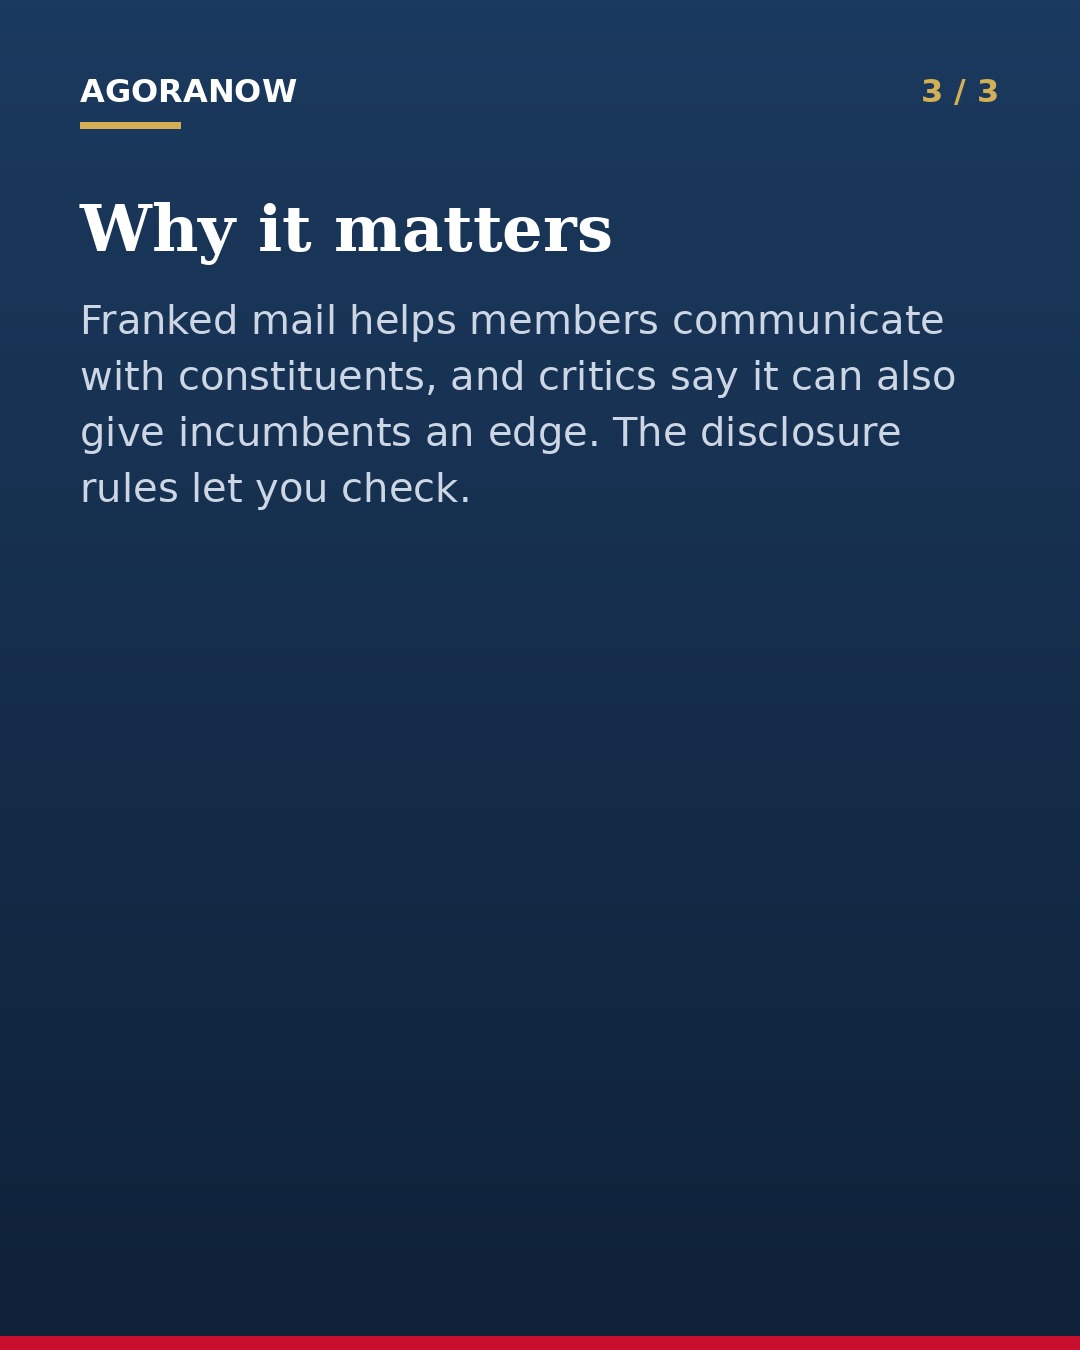 AGORANOW
3 / 3
Why it matters
Franked mail helps members communicate
with constituents, and critics say it can also
give incumbents an edge. The disclosure
rules let you check.